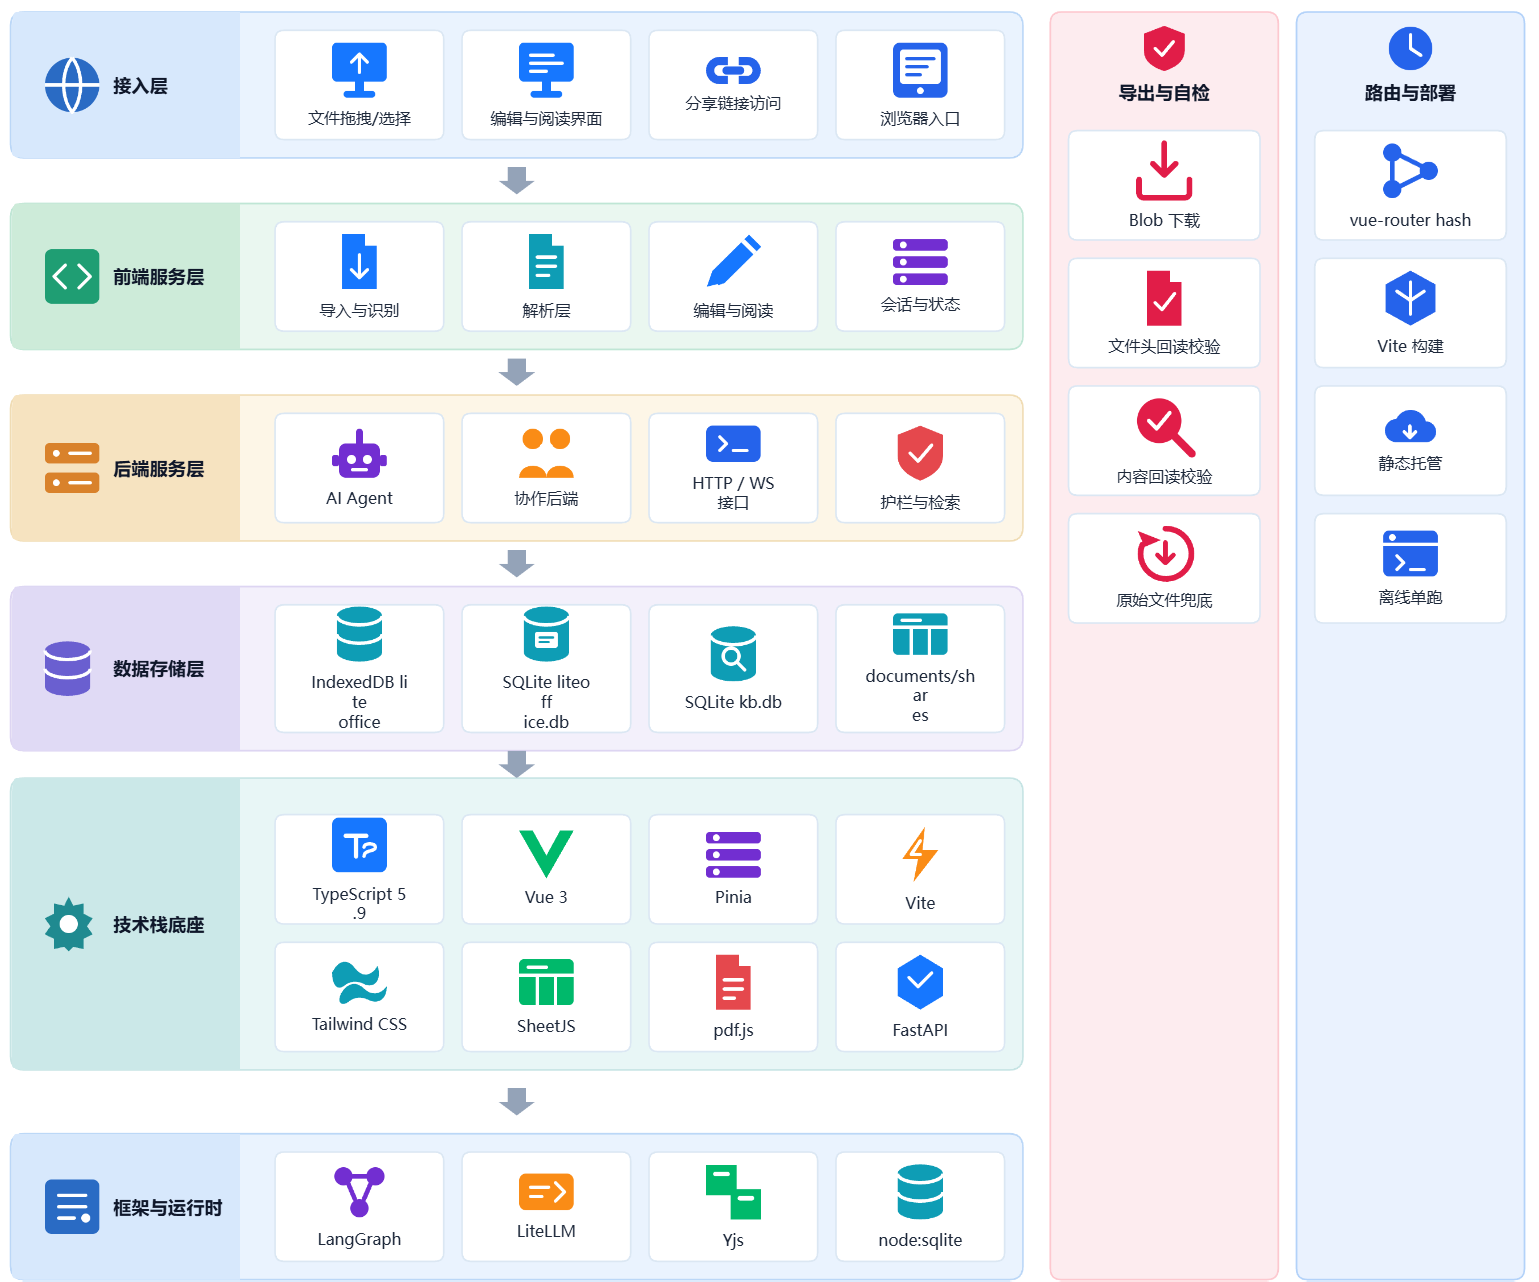 接入层
文件拖拽/选择
编辑与阅读界面
分享链接访问
浏览器入口
前端服务层
导入与识别
解析层
编辑与阅读
会话与状态
后端服务层
AI Agent
协作后端
HTTP / WS
接口
护栏与检索
数据存储层
IndexedDB li
te
office
SQLite liteo
ff
ice.db
SQLite kb.db
documents/sh
ar
es
技术栈底座
TypeScript 5
.9
Vue 3
Pinia
Vite
Tailwind CSS
SheetJS
pdf.js
FastAPI
框架与运行时
LangGraph
LiteLLM
Yjs
node:sqlite
导出与自检
Blob 下载
文件头回读校验
内容回读校验
原始文件兜底
路由与部署
vue-router hash
Vite 构建
静态托管
离线单跑